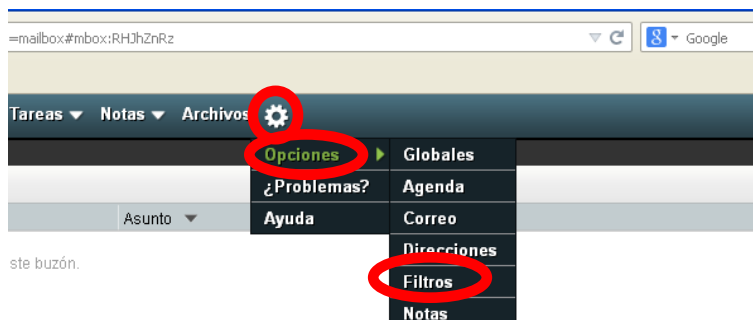 =mailbox#mbox:RHJhZnRz
8 Google
Tareas Notas Archivos
Opciones Globales
¿Problemas? Agenda
Asunto Ayuda Correo
Direcciones
ste buzón.
Filtros
Notas